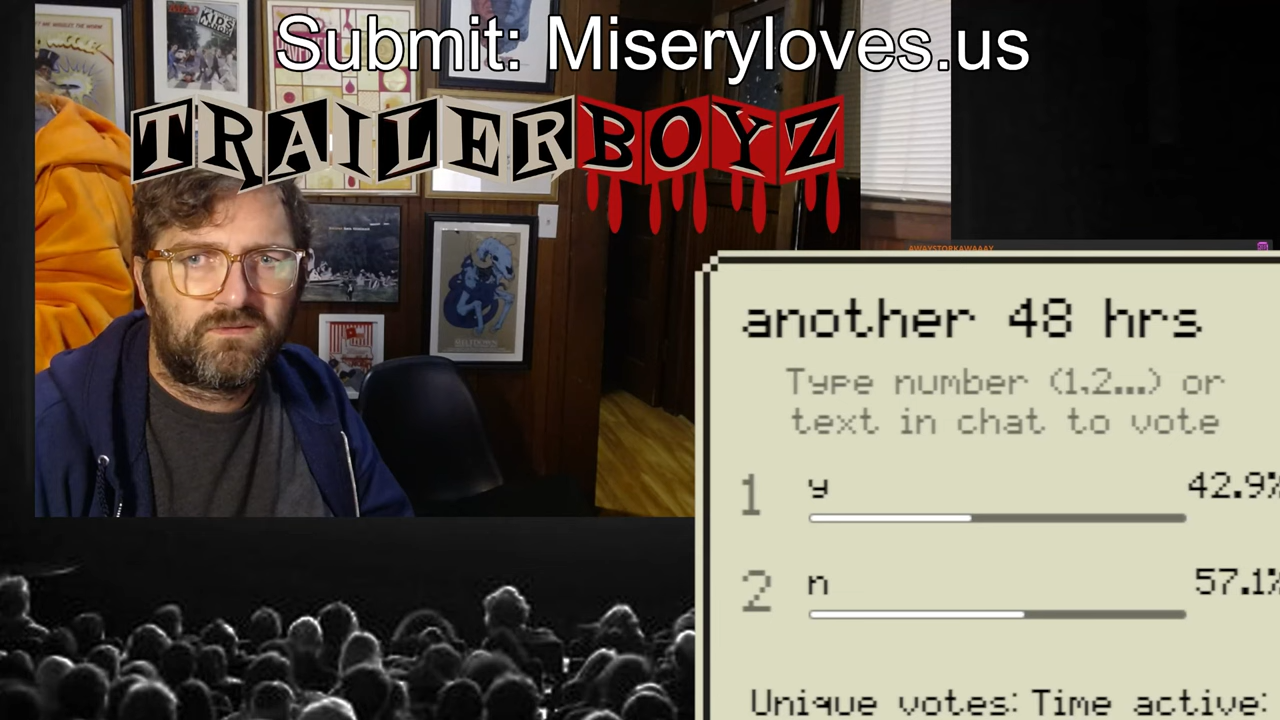 Submit: Miseryloves.us
TRAILERBOYZ
AWAYSTORKAWAAAY
another 48 hrs
Type number (1,2...) or
text in chat to vote
1 y 42.9%
2 n 57.1%
Unique votes: Time active: